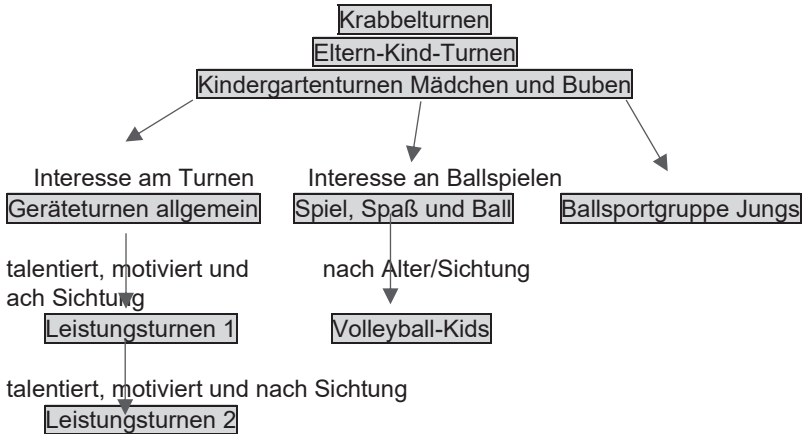 Krabbelturnen
Eltern-Kind-Turnen
Kindergartenturnen Mädchen und Buben
Interesse am Turnen
Interesse an Ballspielen
Geräteturnen allgemein
Spiel, Spaß und Ball
Ballsportgruppe Jungs
talentiert, motiviert und
nach Alter/Sichtung
ach Sichtung
Leistungsturnen 1
Volleyball-Kids
talentiert, motiviert und nach Sichtung
Leistungsturnen 2